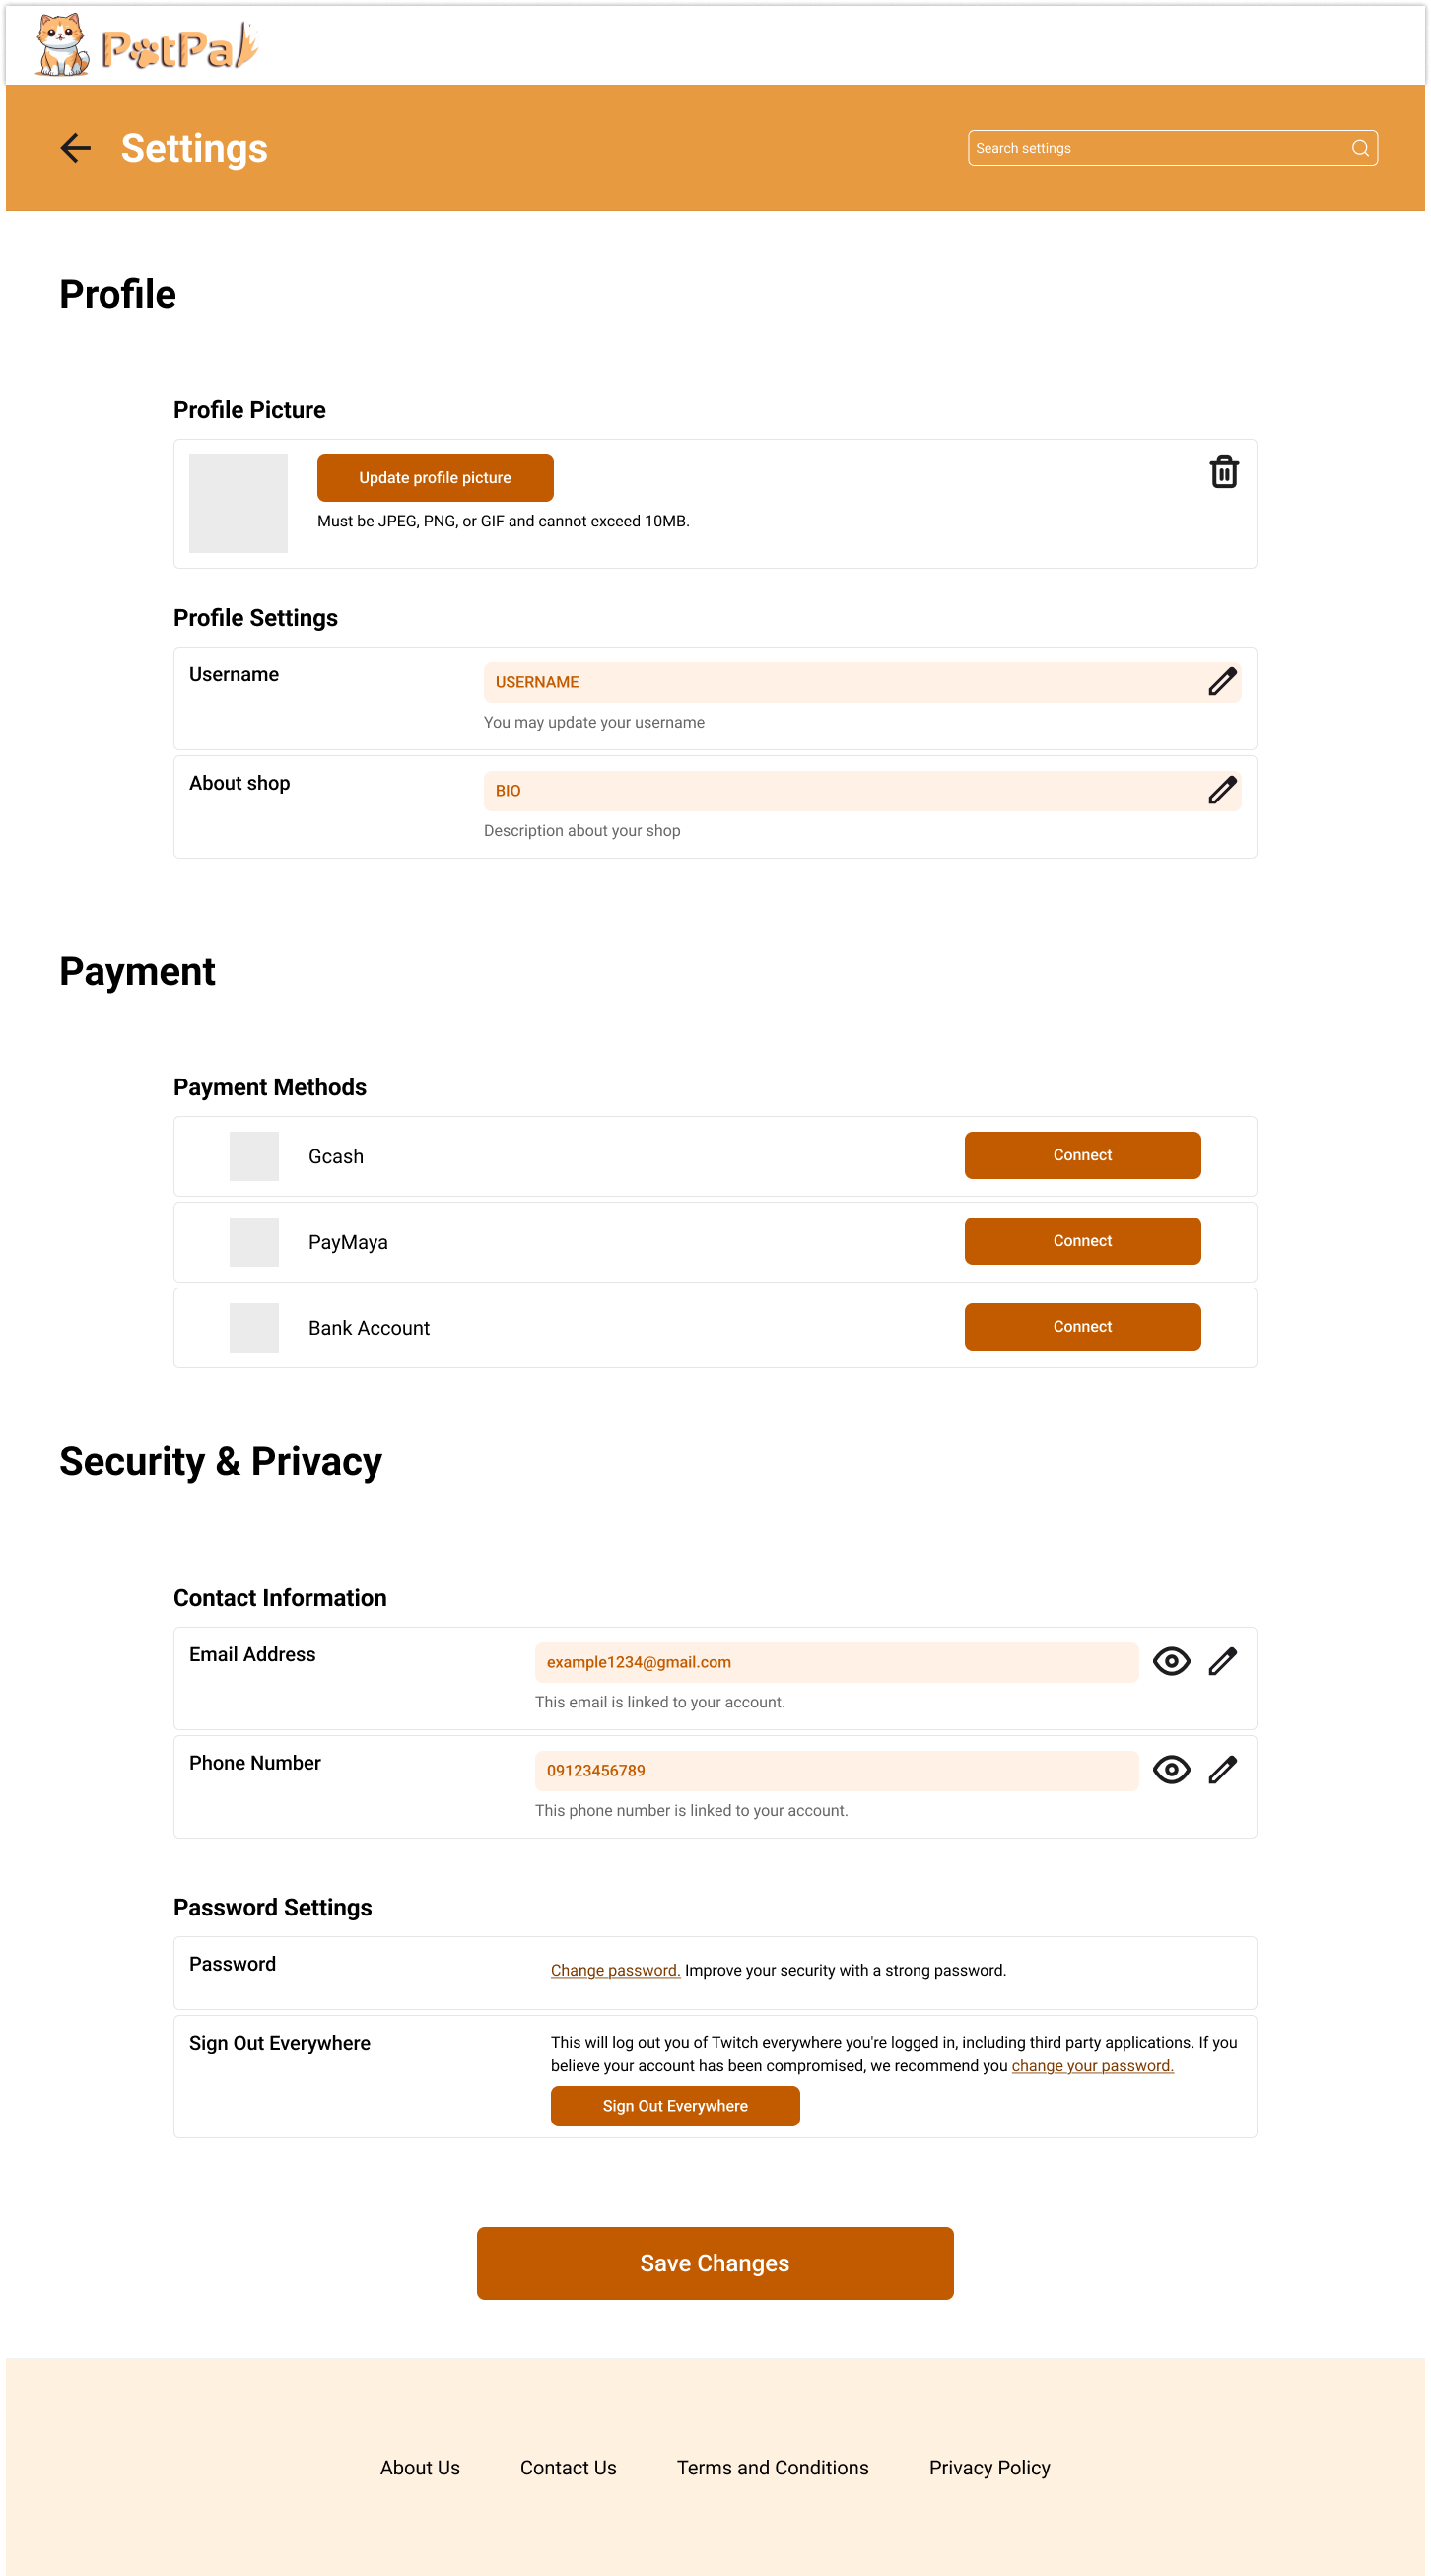 PetPal
Settings
Search settings
Profile
Profile Picture
Update profile picture
Must be JPEG, PNG, or GIF and cannot exceed 10MB.
Profile Settings
Username
USERNAME
You may update your username
About shop
BIO
Description about your shop
Payment
Payment Methods
Gcash
Connect
PayMaya
Connect
Bank Account
Connect
Security & Privacy
Contact Information
Email Address
example1234@gmail.com
This email is linked to your account.
Phone Number
09123456789
This phone number is linked to your account.
Password Settings
Password
Change password. Improve your security with a strong password.
Sign Out Everywhere
This will log out you of Twitch everywhere you're logged in, including third party applications. If you
believe your account has been compromised, we recommend you change your password.
Sign Out Everywhere
Save Changes
About Us
Contact Us
Terms and Conditions
Privacy Policy